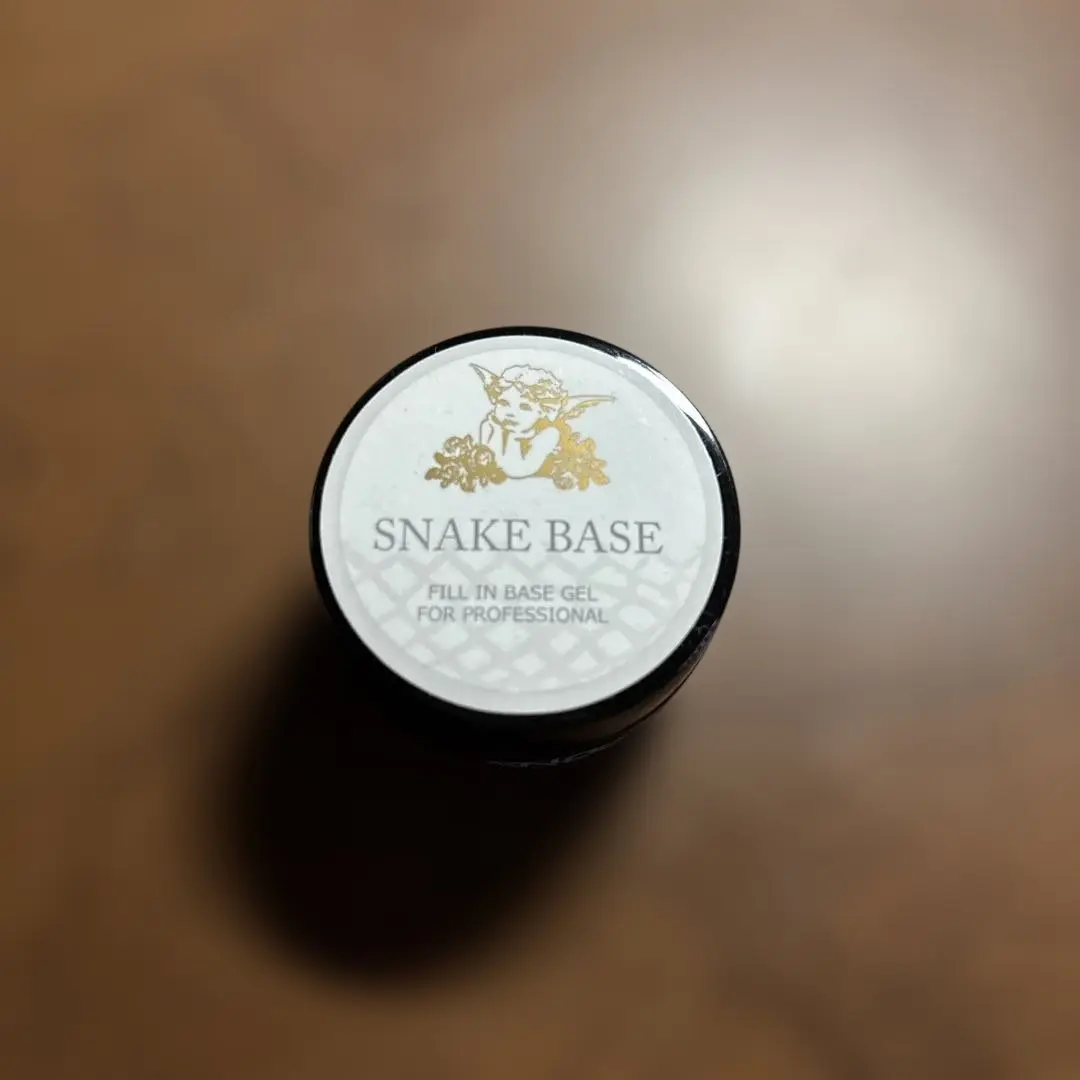 SNAKE BASE
FILL IN BASE GEL
FOR PROFESSIONAL